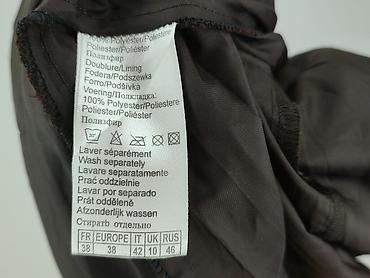 100% Polyester/Poliestere
Poliester/Poliéster
Полиэфир
Doublure/Lining
Fodera/Podszewka
Forro/Podšívka
Voering/Подкладка:
100% Polyester/Poliestere
Poliester/Poliéster
Полиэфир
30°
Laver séparément
Wash separately
Lavare separatamente
Prać oddzielnie
Lavar por separado
Prát odděleně
Afzonderlijk wassen
Стирать отдельно
FR EUROPE IT UK RUS
38 38 42 10 46